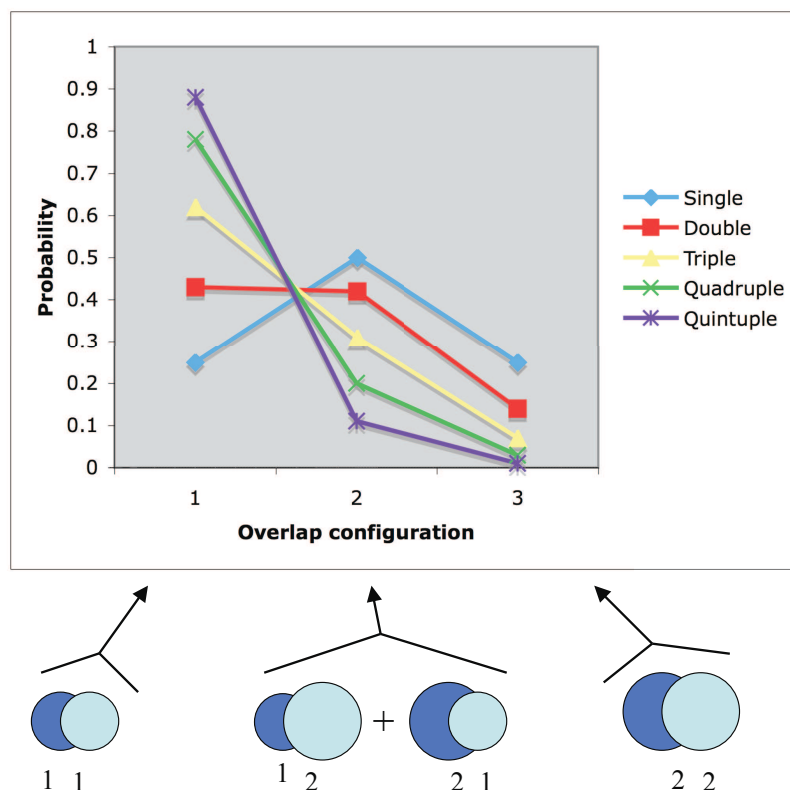 1
0.9
0.8
0.7
0.6
0.5
0.4
0.3
0.2
0.1
0
Probability
1 2 3
Overlap configuration
Single
Double
Triple
Quadruple
Quintuple
+
1 1 1 2 2 1 2 2